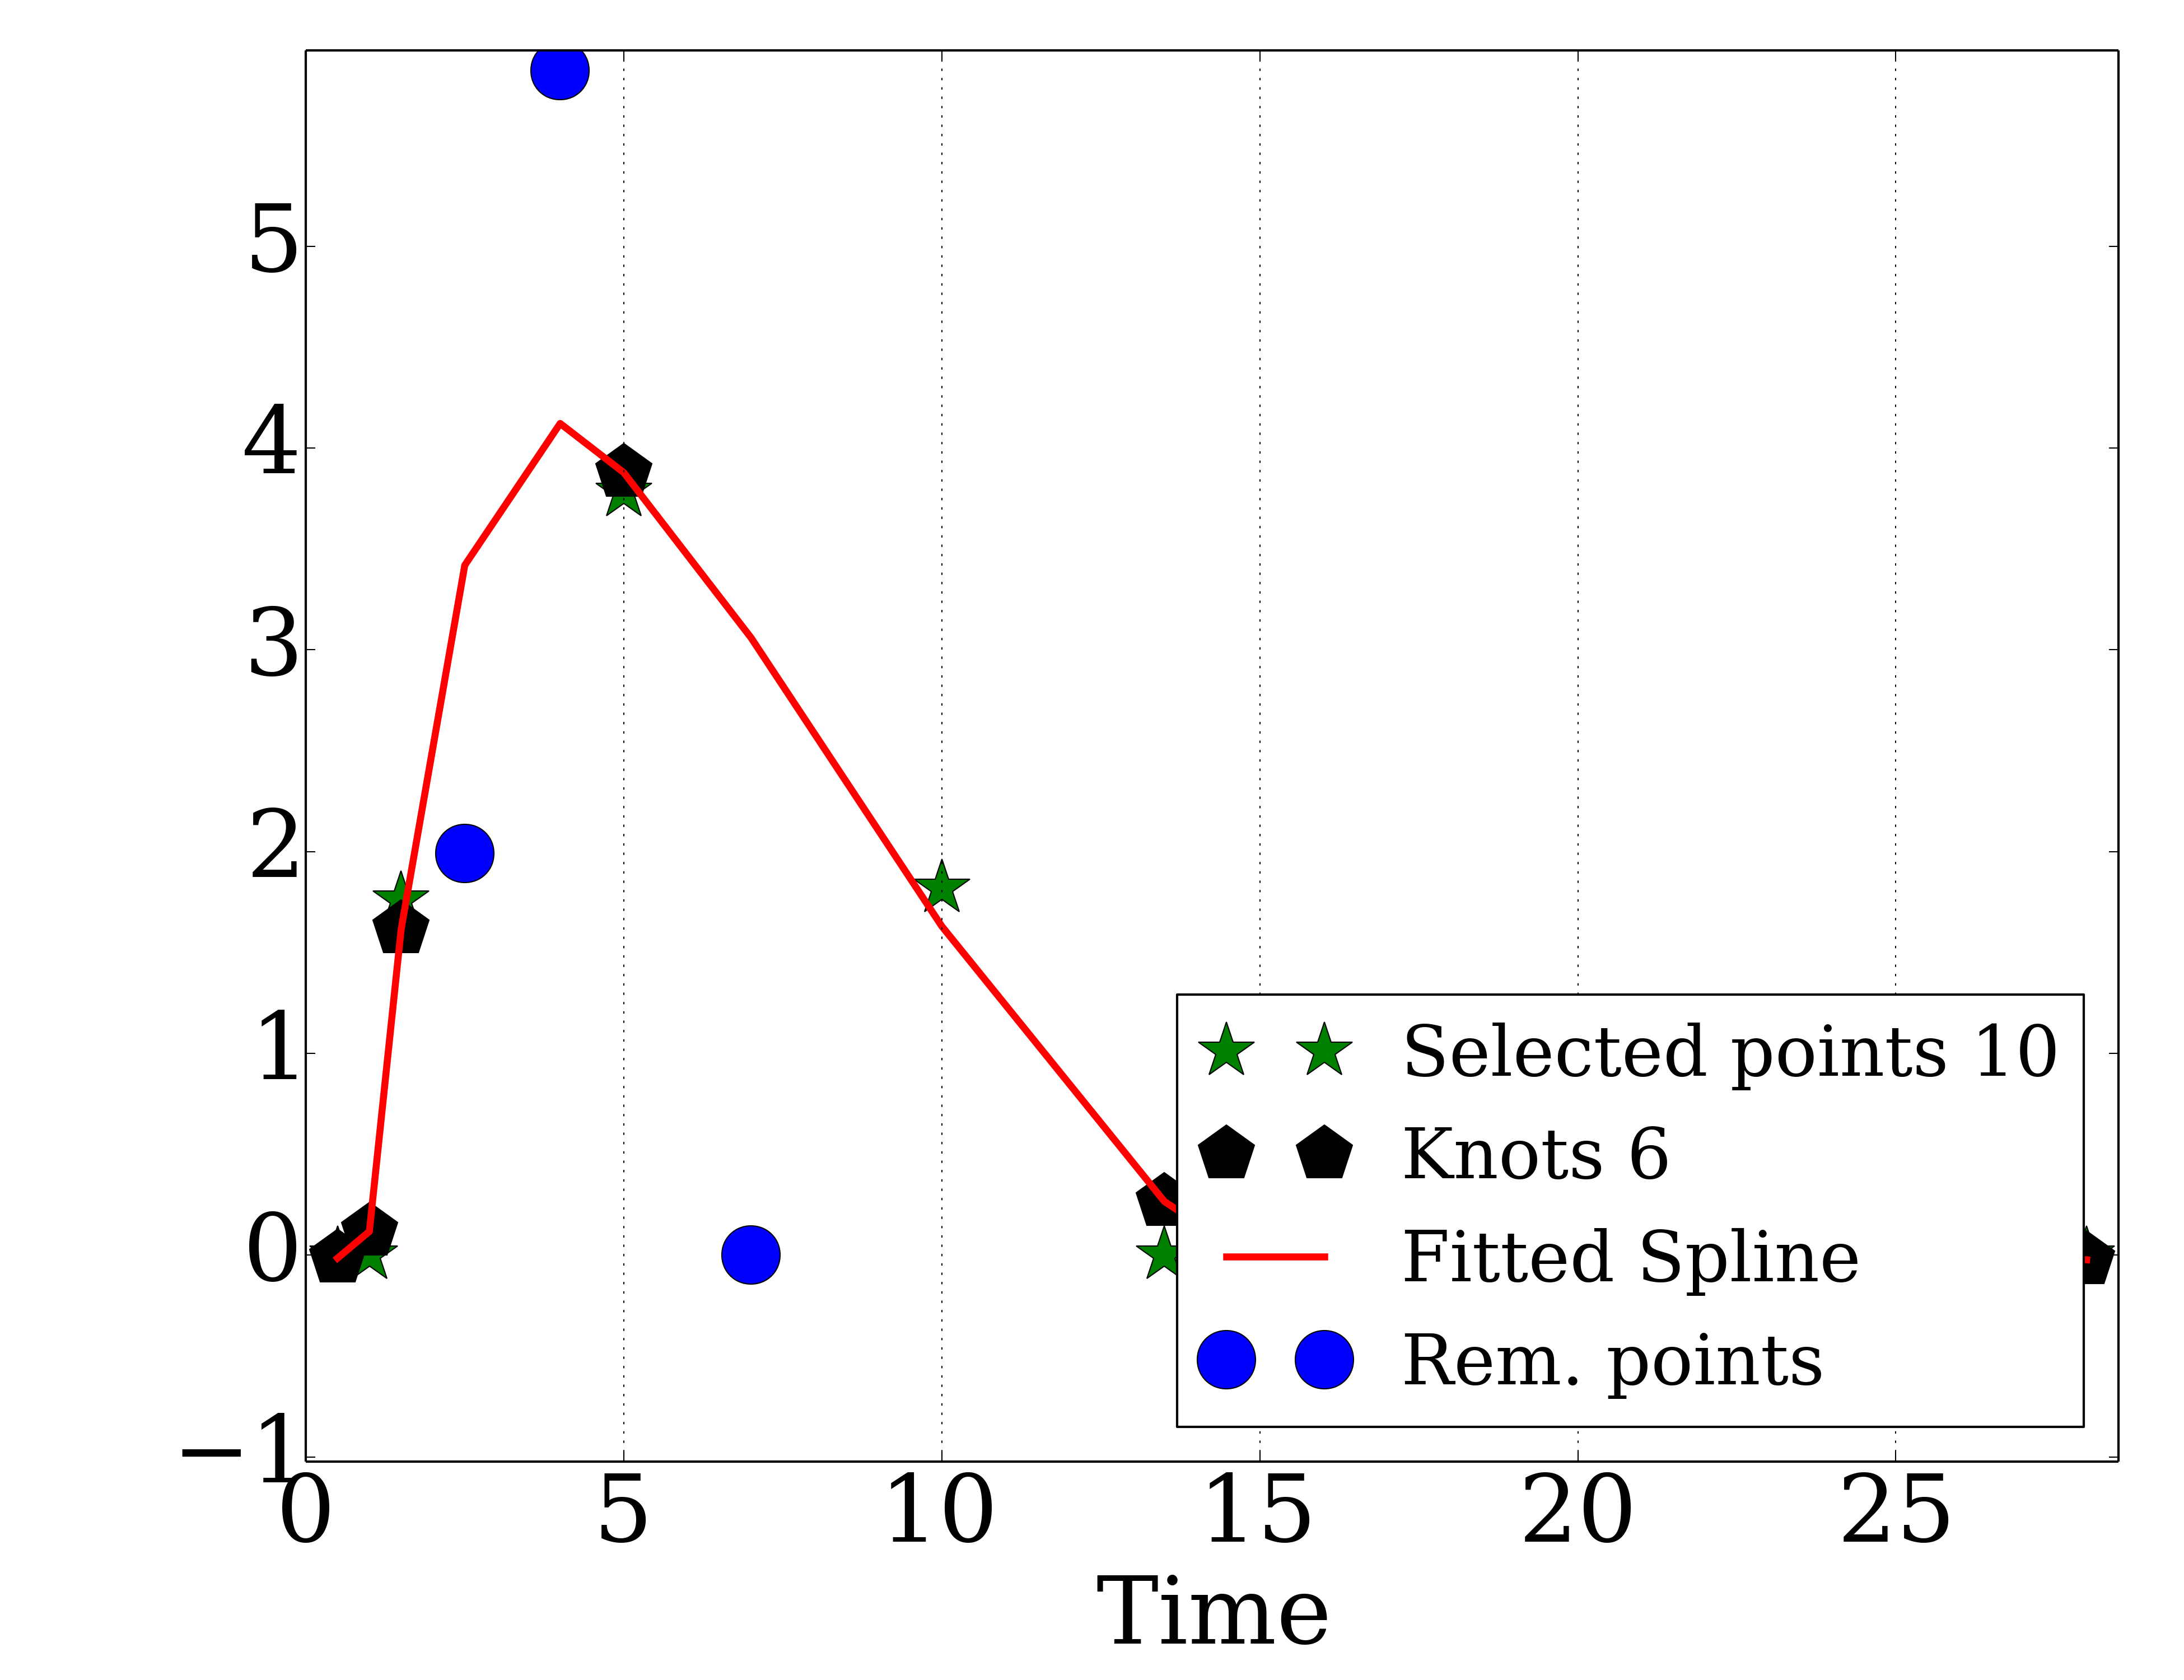 5
4
3
2
1
0
−1
Selected points 10
Knots 6
Fitted Spline
Rem. points
0 5 10 15 20 25
Time